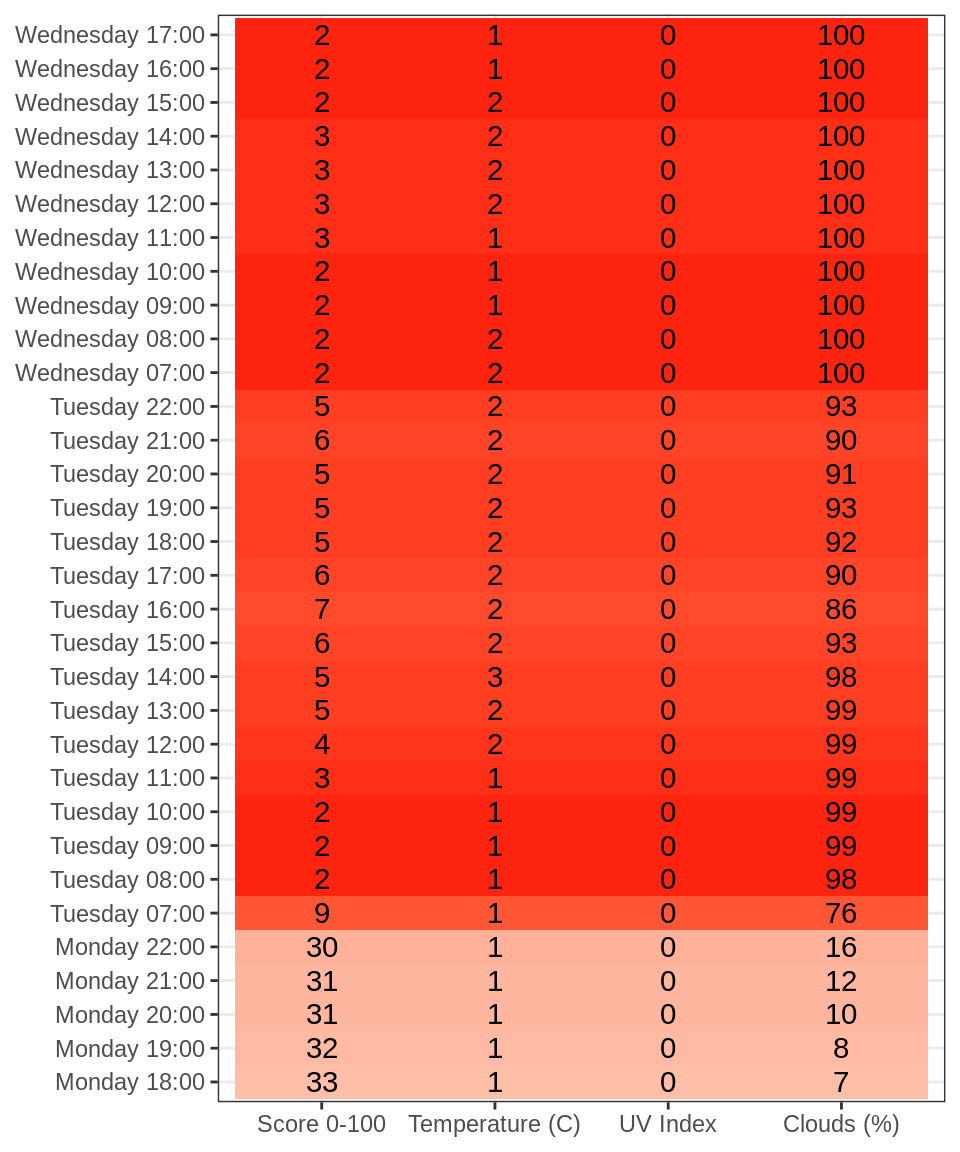 Wednesday 17:00 2 1 0 100
Wednesday 16:00 2 1 0 100
Wednesday 15:00 2 2 0 100
Wednesday 14:00 3 2 0 100
Wednesday 13:00 3 2 0 100
Wednesday 12:00 3 2 0 100
Wednesday 11:00 3 1 0 100
Wednesday 10:00 2 1 0 100
Wednesday 09:00 2 1 0 100
Wednesday 08:00 2 2 0 100
Wednesday 07:00 2 2 0 100
Tuesday 22:00 5 2 0 93
Tuesday 21:00 6 2 0 90
Tuesday 20:00 5 2 0 91
Tuesday 19:00 5 2 0 93
Tuesday 18:00 5 2 0 92
Tuesday 17:00 6 2 0 90
Tuesday 16:00 7 2 0 86
Tuesday 15:00 6 2 0 93
Tuesday 14:00 5 3 0 98
Tuesday 13:00 5 2 0 99
Tuesday 12:00 4 2 0 99
Tuesday 11:00 3 1 0 99
Tuesday 10:00 2 1 0 99
Tuesday 09:00 2 1 0 99
Tuesday 08:00 2 1 0 98
Tuesday 07:00 9 1 0 76
Monday 22:00 30 1 0 16
Monday 21:00 31 1 0 12
Monday 20:00 31 1 0 10
Monday 19:00 32 1 0 8
Monday 18:00 33 1 0 7
Score 0-100 Temperature (C) UV Index Clouds (%)